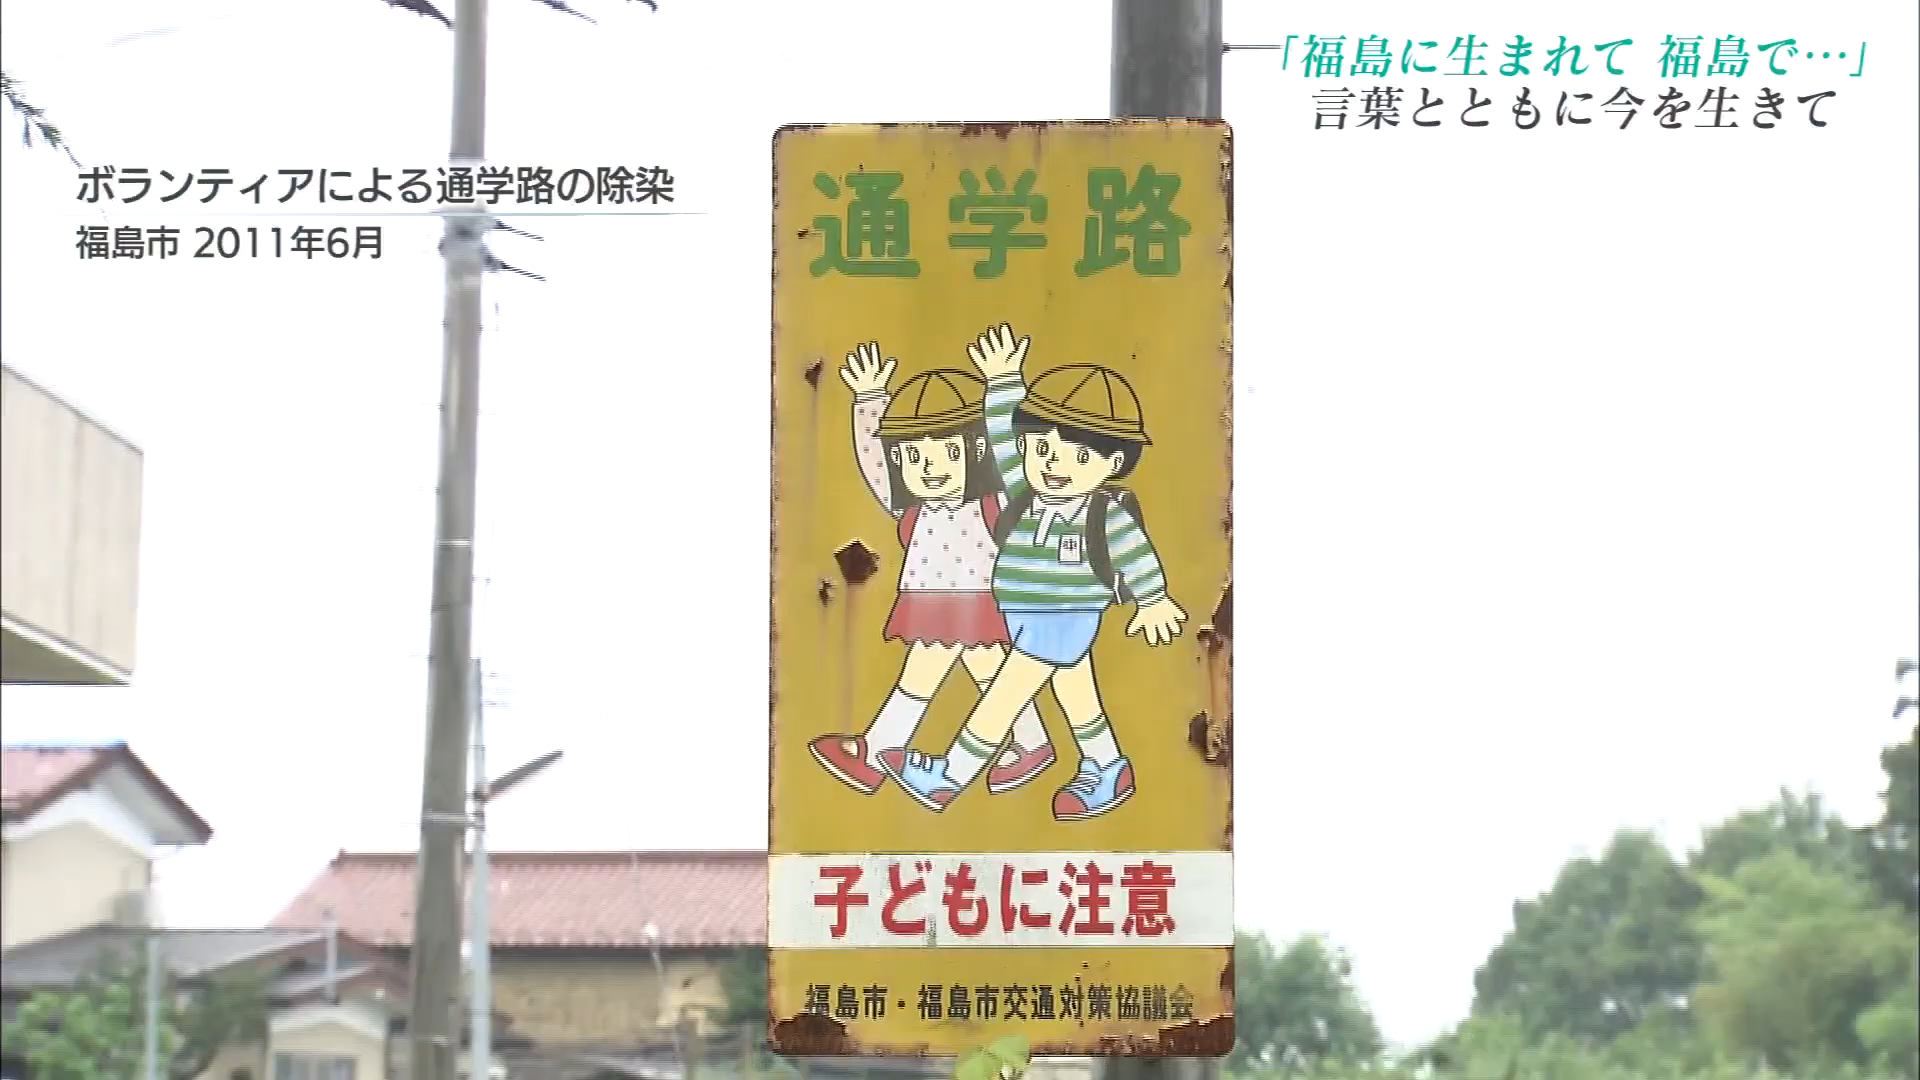 「福島に生まれて 福島で…」
言葉とともに今を生きて
ボランティアによる通学路の除染
福島市 2011年6月
通学路
子どもに注意
福島市・福島市交通対策協議会